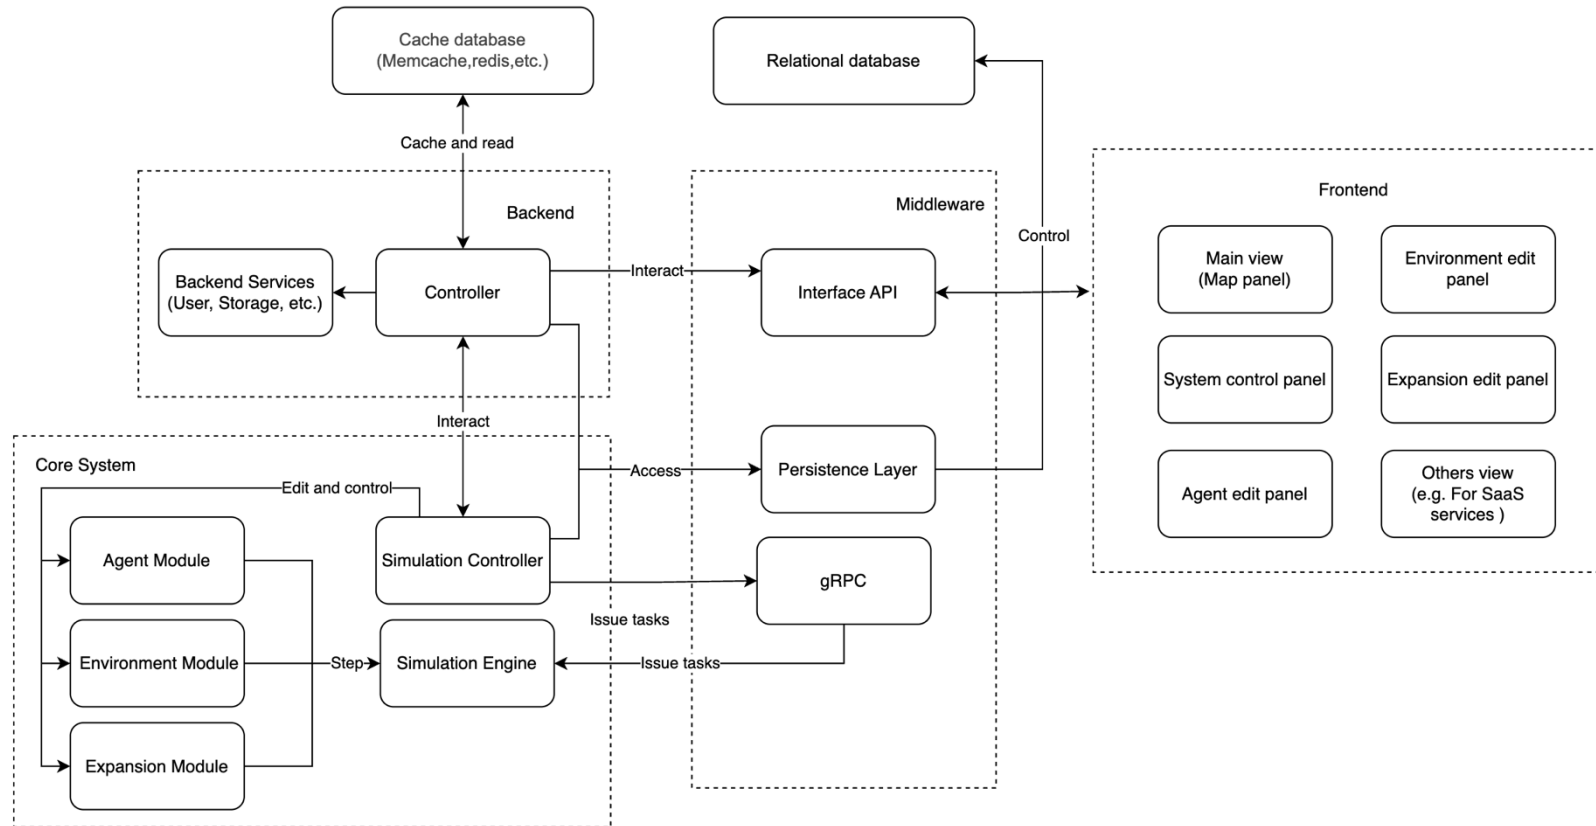 Cache database
(Memcache,redis,etc.)
Relational database
Cache and read
Backend
Middleware
Frontend
Control
Backend Services
(User, Storage, etc.)
Controller
Interact
Interface API
Main view
(Map panel)
Environment edit
panel
System control panel
Expansion edit panel
Interact
Core System
Edit and control
Access
Persistence Layer
Agent edit panel
Others view
(e.g. For SaaS
services )
Agent Module
Simulation Controller
gRPC
Issue tasks
Environment Module
Step
Simulation Engine
Issue tasks
Expansion Module